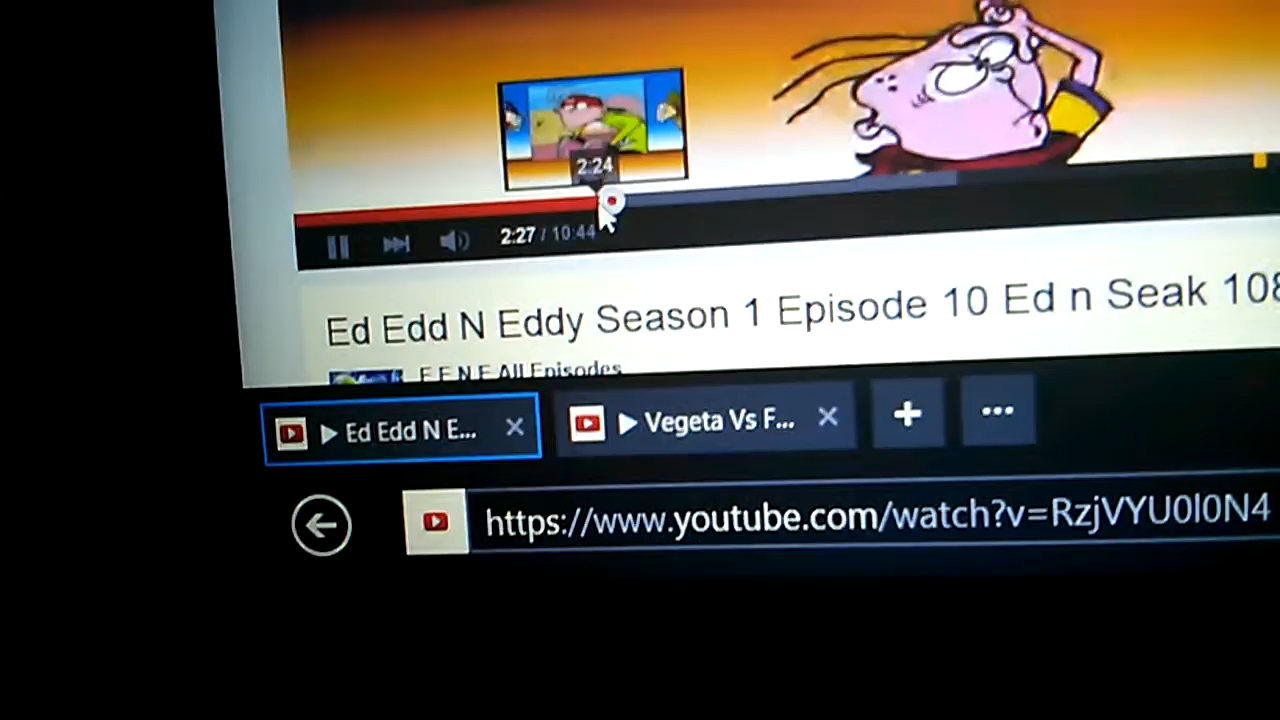 2:24
2:27 / 10:44
Ed Edd N Eddy Season 1 Episode 10 Ed n Seak 108
E E N E All Episodes
Ed Edd N E...
Vegeta Vs F...
https://www.youtube.com/watch?v=RzjVYU0l0N4